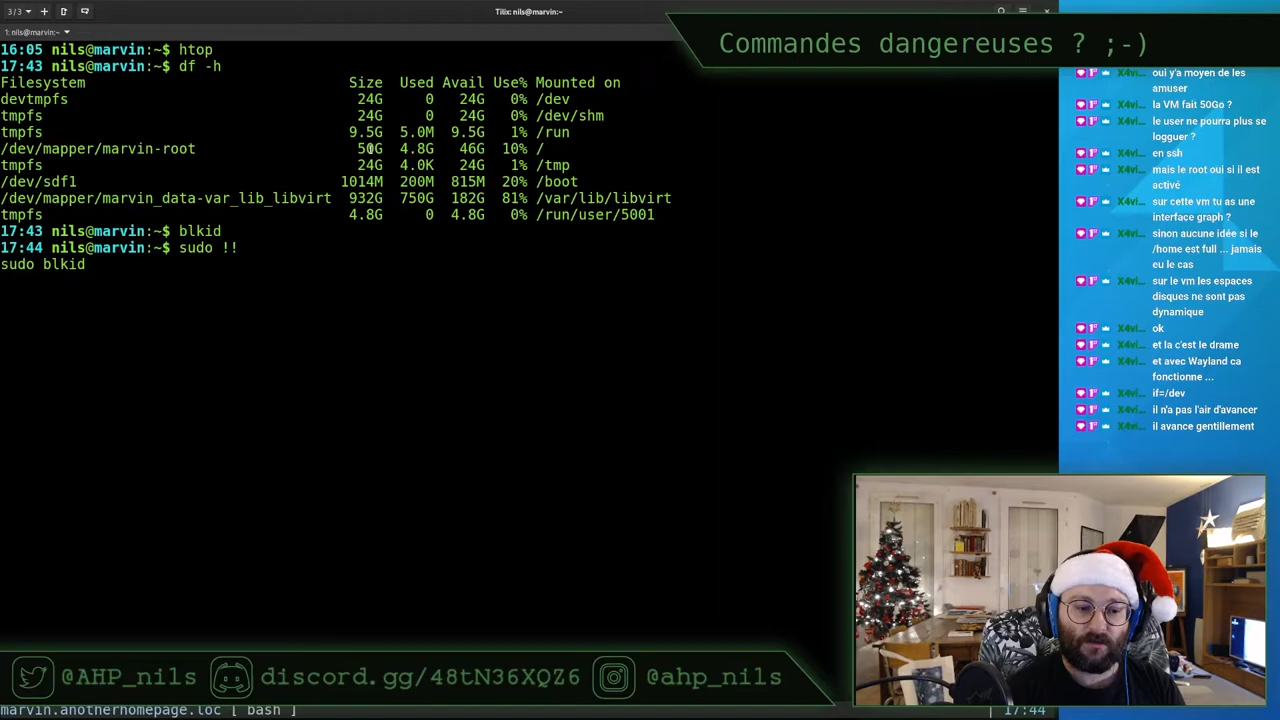 3/3
Tilix: nils@marvin:~
1: nils@marvin:~
Commandes dangereuses ? ;-)
16:05 nils@marvin:~$ htop
17:43 nils@marvin:~$ df -h
Filesystem Size Used Avail Use% Mounted on
devtmpfs 24G 0 24G 0% /dev
tmpfs 24G 0 24G 0% /dev/shm
tmpfs 9.5G 5.0M 9.5G 1% /run
/dev/mapper/marvin-root 50G 4.8G 46G 10% /
tmpfs 24G 4.0K 24G 1% /tmp
/dev/sdf1 1014M 200M 815M 20% /boot
/dev/mapper/marvin_data-var_lib_libvirt 932G 750G 182G 81% /var/lib/libvirt
tmpfs 4.8G 0 4.8G 0% /run/user/5001
17:43 nils@marvin:~$ blkid
17:44 nils@marvin:~$ sudo !!
sudo blkid
oui y'a moyen de les
amuser
X4vi... la VM fait 50Go ?
X4vi... le user ne pourra plus se
logguer ?
X4vi... en ssh
X4vi... mais le root oui si il est
activé
X4vi... sur cette vm tu as une
interface graph ?
X4vi... sinon aucune idée si le
/home est full ... jamais
eu le cas
X4vi... sur le vm les espaces
disques ne sont pas
dynamique
X4vi... ok
X4vi... et la c'est le drame
X4vi... et avec Wayland ca
fonctionne ...
X4vi... if=/dev
X4vi... il n'a pas l'air d'avancer
X4vi... il avance gentillement
@AHP_nils
discord.gg/48tN36XQZ6
@ahp_nils
marvin.anotherhomepage.loc [ bash ] | 17:44